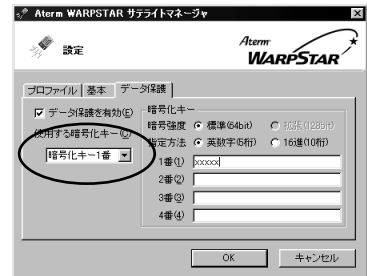 Aterm WARPSTAR サテライトマネージャ
設定
Aterm
WARPSTAR
プロファイル 基本 データ保護
データ保護を有効(E)
使用する暗号化キー(C)
暗号化キー1番
暗号化キー
暗号強度 標準(64bit) 拡張(128bit)
指定方法 英数字(5桁) 16進(10桁)
1番(1) xxxxx
2番(2)
3番(3)
4番(4)
OK キャンセル